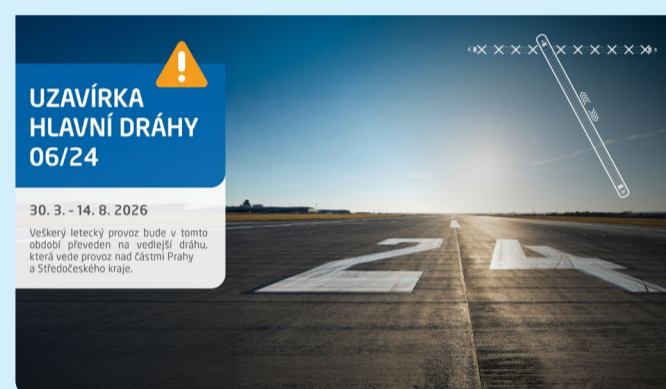 UZAVÍRKA
HLAVNÍ DRÁHY
06/24
30. 3. - 14. 8. 2026
Veškerý letecký provoz bude v tomto
období převeden na vedlejší dráhu,
která vede provoz nad částmi Prahy
a Středočeského kraje.
24